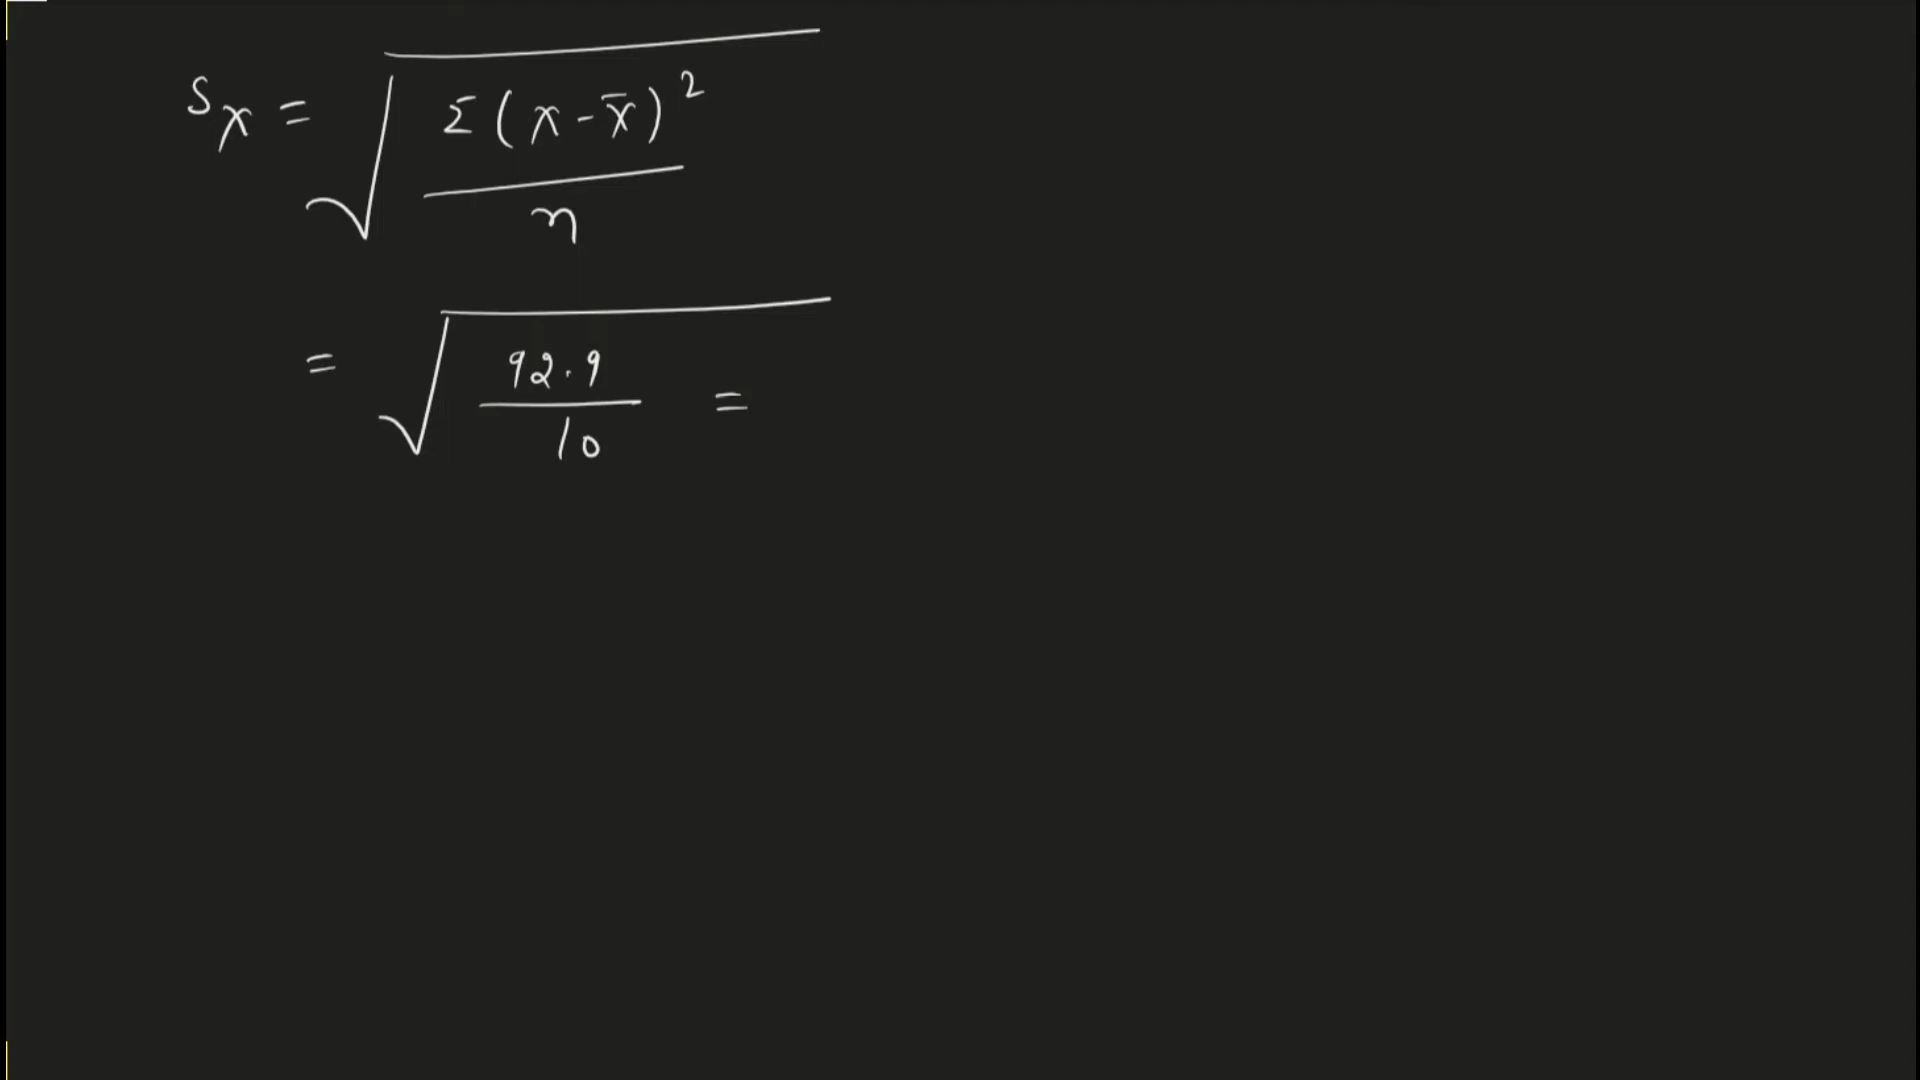 Sx = √(Σ(x-x̄)² / n)
= √(92.9 / 10) =